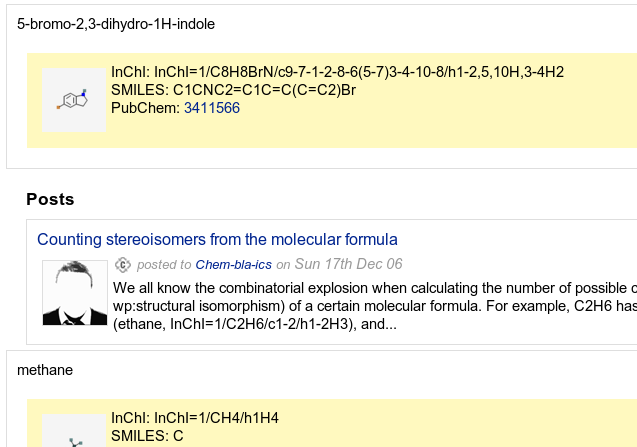 5-bromo-2,3-dihydro-1H-indole
InChI: InChI=1/C8H8BrN/c9-7-1-2-8-6(5-7)3-4-10-8/h1-2,5,10H,3-4H2
SMILES: C1CNC2=C1C=C(C=C2)Br
PubChem: 3411566
Posts
Counting stereoisomers from the molecular formula
posted to Chem-bla-ics on Sun 17th Dec 06
We all know the combinatorial explosion when calculating the number of possible
wp:structural isomorphism) of a certain molecular formula. For example, C2H6 has
(ethane, InChI=1/C2H6/c1-2/h1-2H3), and...
methane
InChI: InChI=1/CH4/h1H4
SMILES: C